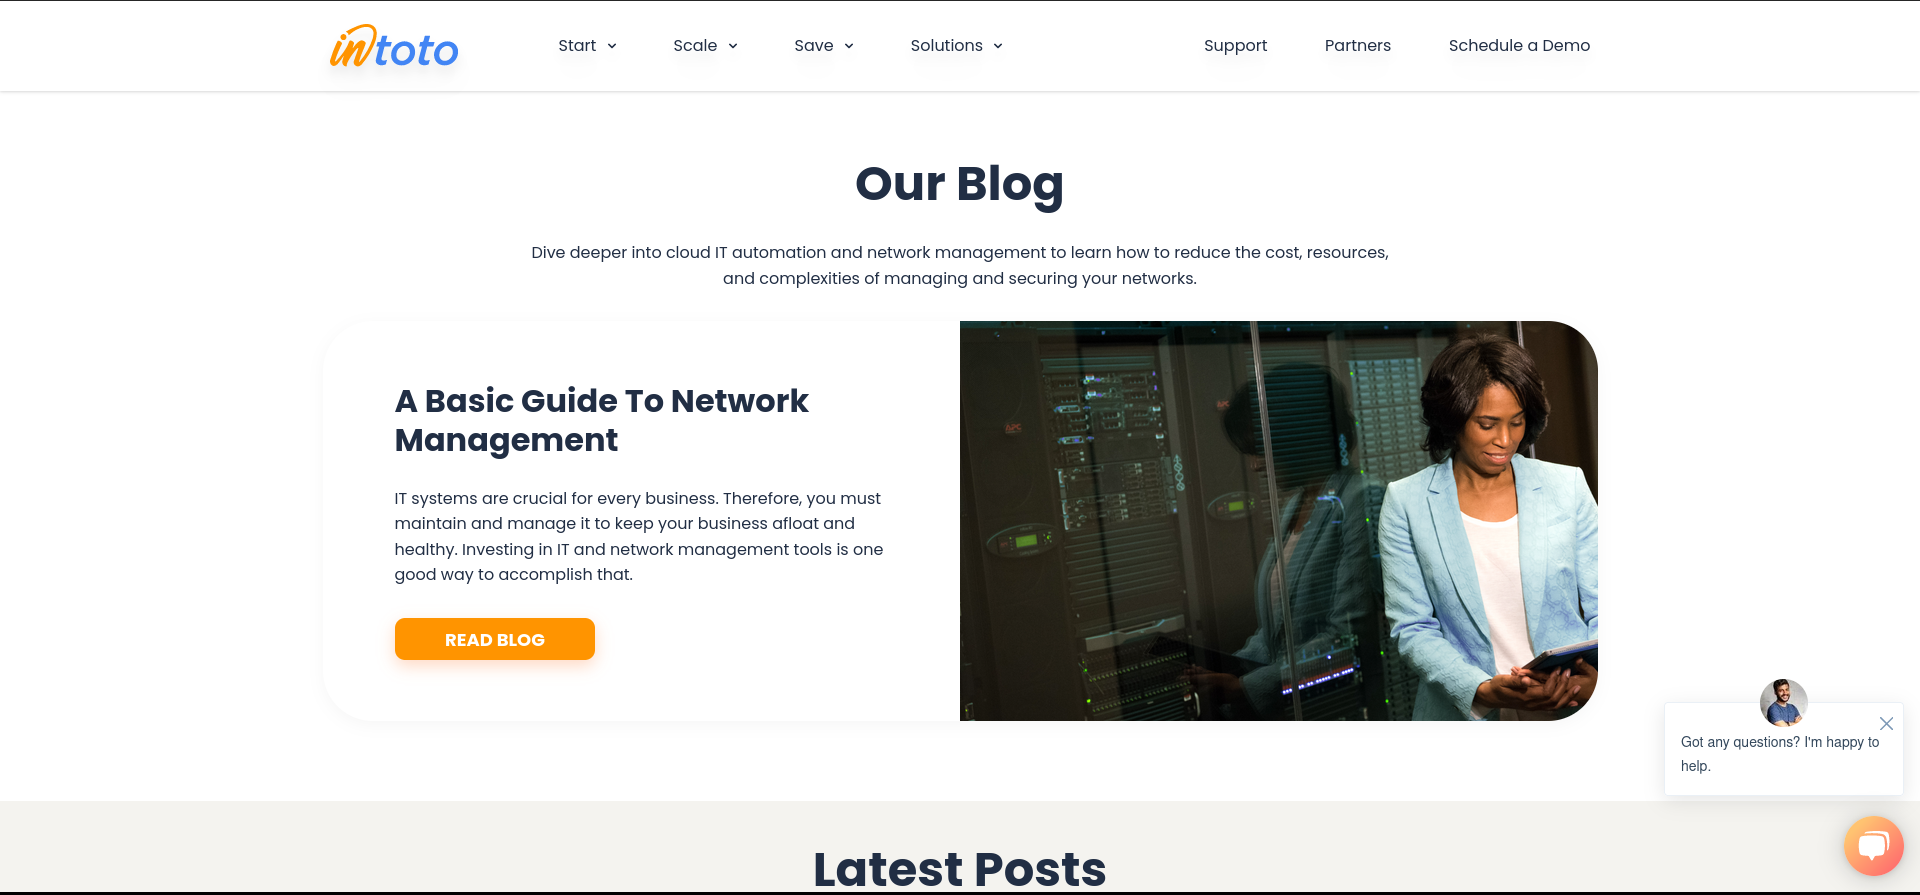 intoto
Start
Scale
Save
Solutions
Support
Partners
Schedule a Demo
Our Blog
Dive deeper into cloud IT automation and network management to learn how to reduce the cost, resources,
and complexities of managing and securing your networks.
A Basic Guide To Network
Management
IT systems are crucial for every business. Therefore, you must
maintain and manage it to keep your business afloat and
healthy. Investing in IT and network management tools is one
good way to accomplish that.
READ BLOG
APC
APC
Got any questions? I'm happy to
help.
Latest Posts